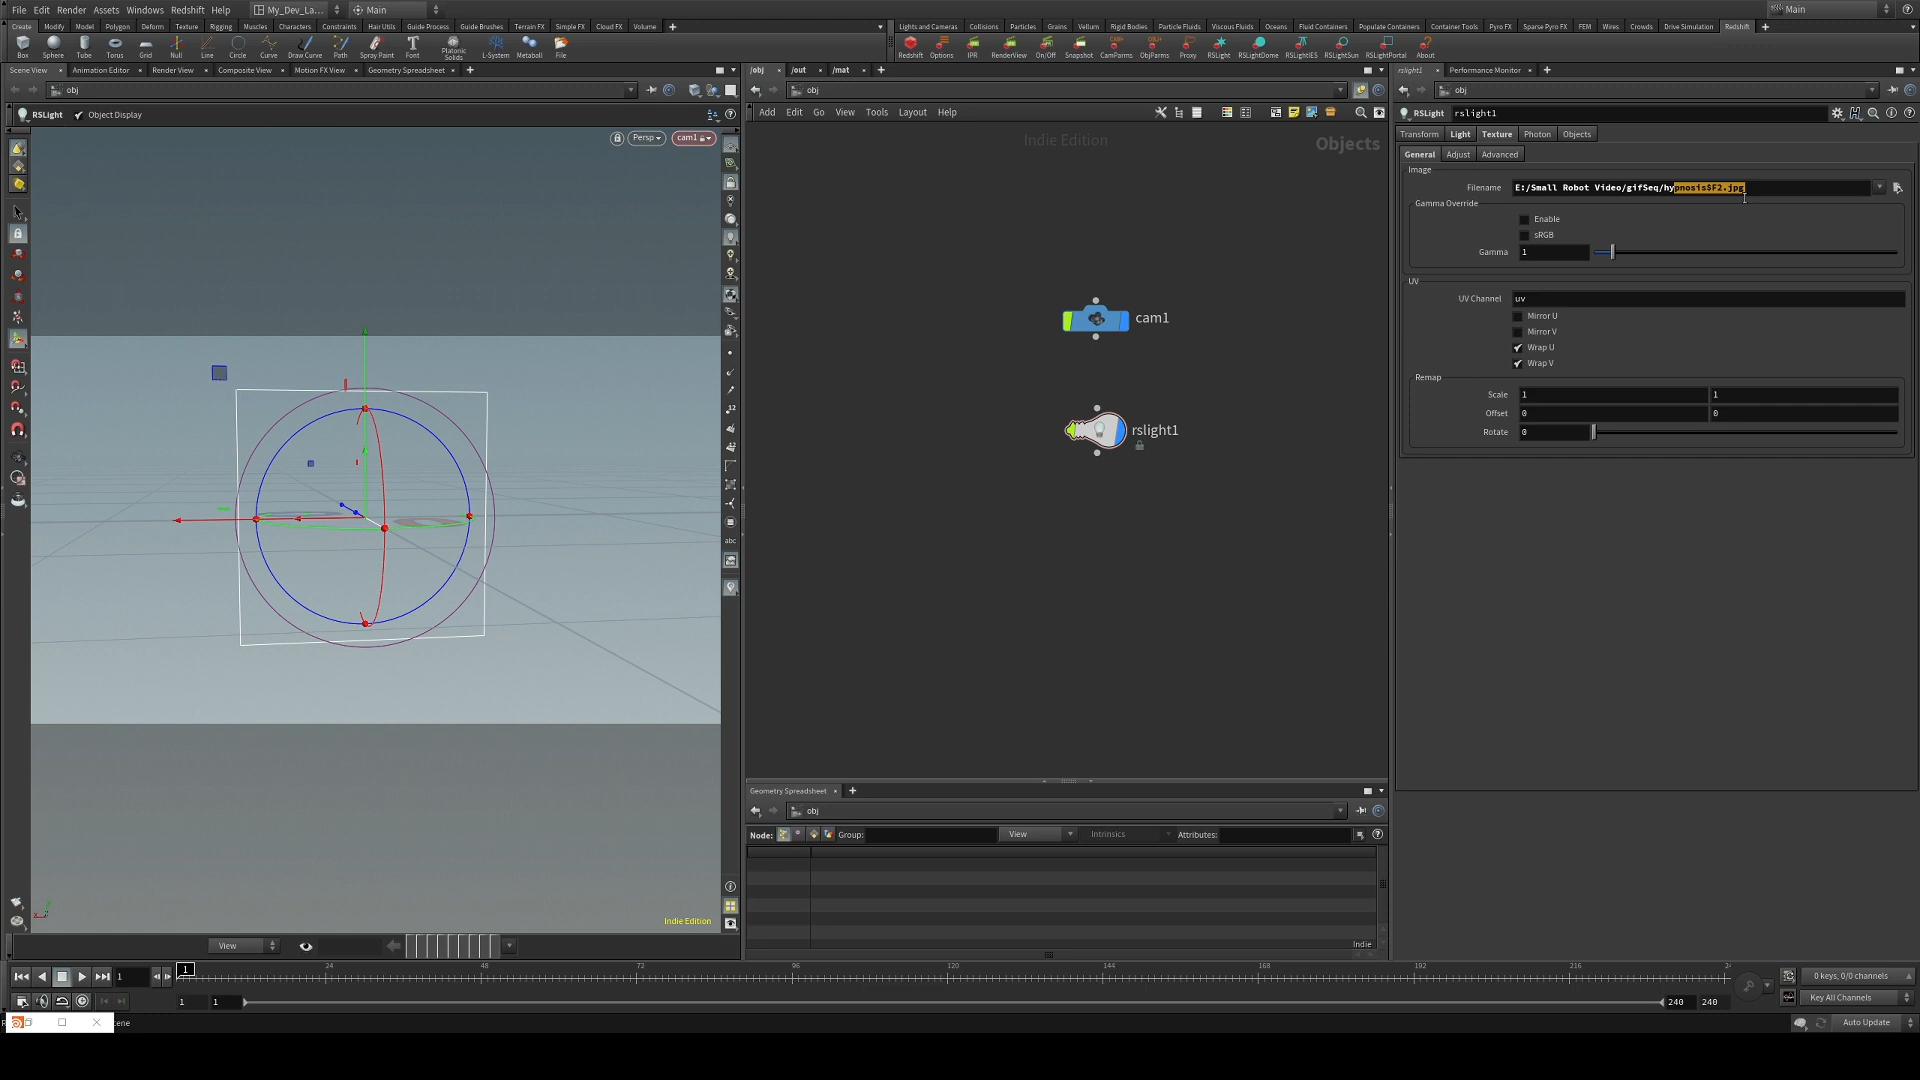 File Edit Render Assets Windows Redshift Help My_Dev_La... Main Main
Create Modify Model Polygon Deform Texture Rigging Muscles Characters Constraints Hair Utils Guide Process Guide Brushes Terrain FX Simple FX Cloud FX Volume
Lights and Cameras Collisions Particles Grains Vellum Rigid Bodies Particle Fluids Viscous Fluids Oceans Fluid Containers Populate Containers Container Tools Pyro FX Sparse Pyro FX FEM Wires Crowds Drive Simulation Redshift
Box Sphere Tube Torus Grid Null Line Circle Curve Draw Curve Path Spray Paint Font Platonic Solids L-System Metaball File
Redshift Options IPR RenderView On/Off Snapshot CamParms ObjParms Proxy RSLight RSLightDome RSLightIES RSLightSun RSLightPortal About
Scene View Animation Editor Render View Composite View Motion FX View Geometry Spreadsheet
/obj /out /mat
rslight1 Performance Monitor
obj
obj
obj
RSLight Object Display
Add Edit Go View Tools Layout Help
RSLight rslight1
Persp cam1
Indie Edition
Objects
Transform Light Texture Photon Objects
General Adjust Advanced
Image
Filename E:/Small Robot Video/gifSeq/hypnosis$F2.jpg
Gamma Override
Enable
sRGB
Gamma 1
UV
UV Channel uv
Mirror U
Mirror V
Wrap U
Wrap V
Remap
Scale 1 1
Offset 0 0
Rotate 0
cam1
rslight1
12
abc
Indie Edition
View
Geometry Spreadsheet
obj
Node: Group: View Intrinsics Attributes:
Indie
1 1 24 48 72 96 120 144 168 192 216 2
0 keys, 0/0 channels
1 1 240 240
Key All Channels
cene
Auto Update